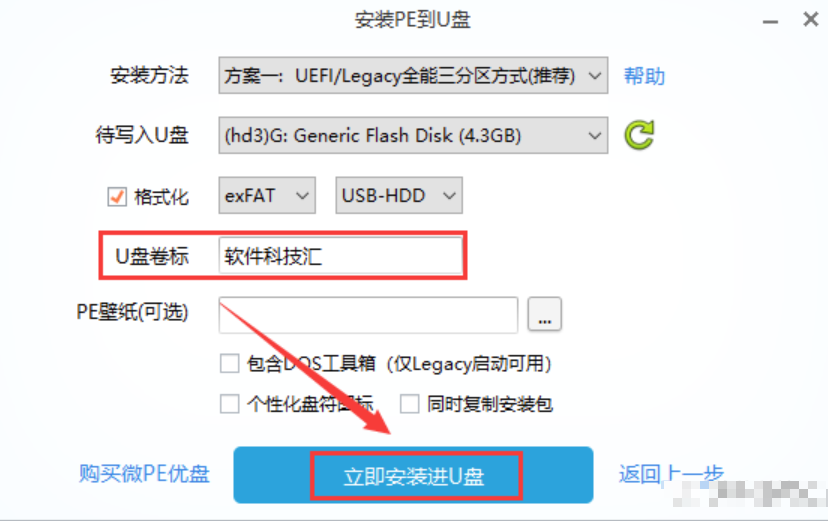 安装PE到U盘
安装方法 方案一：UEFI/Legacy全能三分区方式(推荐) 帮助
待写入U盘 (hd3)G: Generic Flash Disk (4.3GB)
格式化 exFAT USB-HDD
U盘卷标 软件科技汇
PE壁纸(可选) ...
包含DOS工具箱（仅Legacy启动可用）
个性化盘符图标 同时复制安装包
购买微PE优盘 立即安装进U盘 返回上一步